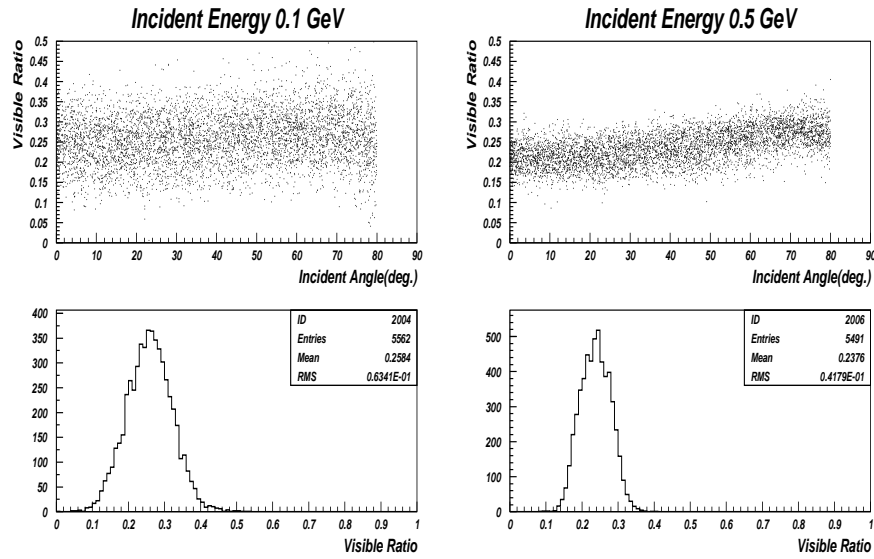 Incident Energy 0.1 GeV
Visible Ratio
0.5
0.45
0.4
0.35
0.3
0.25
0.2
0.15
0.1
0.05
0
0 10 20 30 40 50 60 70 80 90
Incident Angle(deg.)
Incident Energy 0.5 GeV
Visible Ratio
0.5
0.45
0.4
0.35
0.3
0.25
0.2
0.15
0.1
0.05
0
0 10 20 30 40 50 60 70 80 90
Incident Angle(deg.)
400
350
300
250
200
150
100
50
0
ID 2004
Entries 5562
Mean 0.2584
RMS 0.6341E-01
0 0.1 0.2 0.3 0.4 0.5 0.6 0.7 0.8 0.9 1
Visible Ratio
500
400
300
200
100
0
ID 2006
Entries 5491
Mean 0.2376
RMS 0.4179E-01
0 0.1 0.2 0.3 0.4 0.5 0.6 0.7 0.8 0.9 1
Visible Ratio